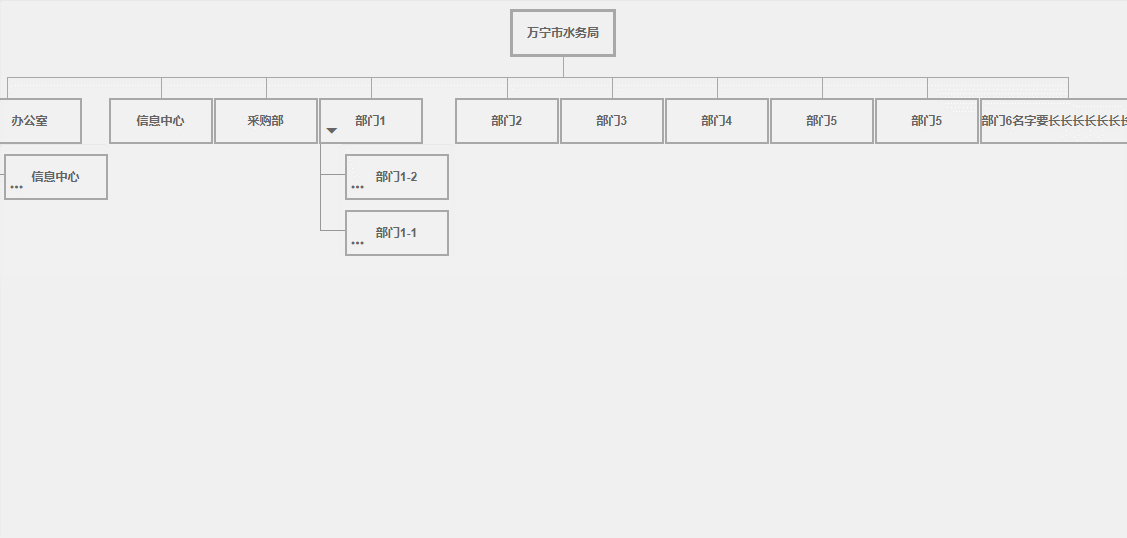 万宁市水务局
办公室
信息中心
采购部
部门1
部门2
部门3
部门4
部门5
部门5
部门6名字要长长长长长长长
信息中心
部门1-2
部门1-1